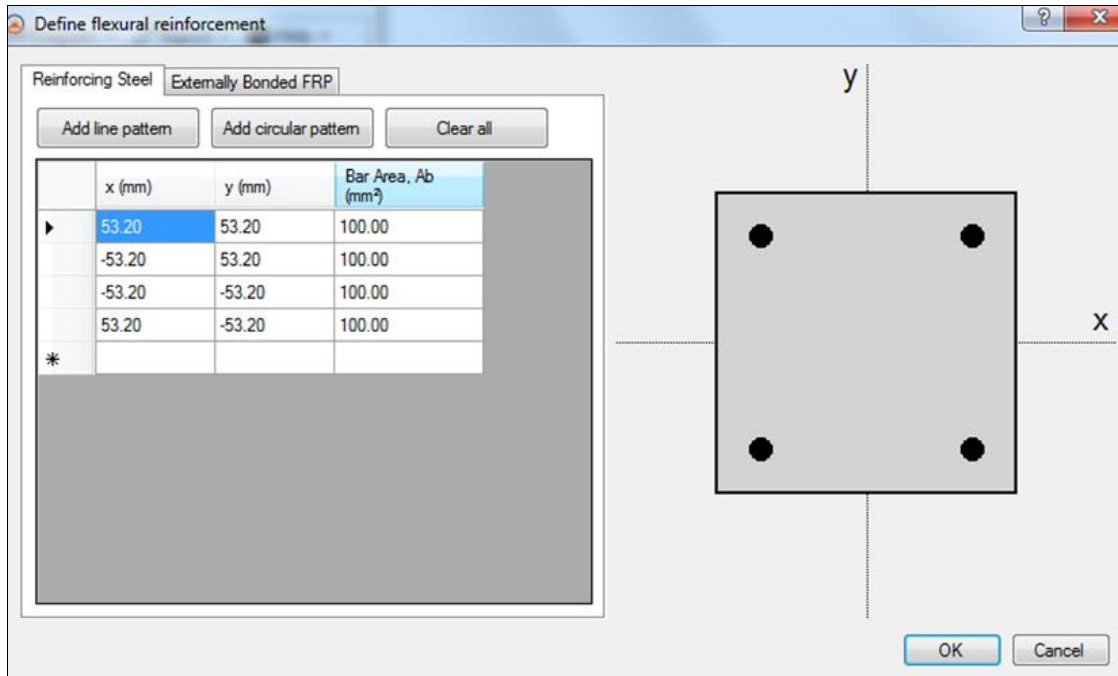 Define flexural reinforcement
?
Reinforcing Steel Externally Bonded FRP
Add line pattern Add circular pattern Clear all
x (mm) y (mm) Bar Area, Ab
(mm²)
53.20 53.20 100.00
-53.20 53.20 100.00
-53.20 -53.20 100.00
53.20 -53.20 100.00
*
y
x
OK Cancel